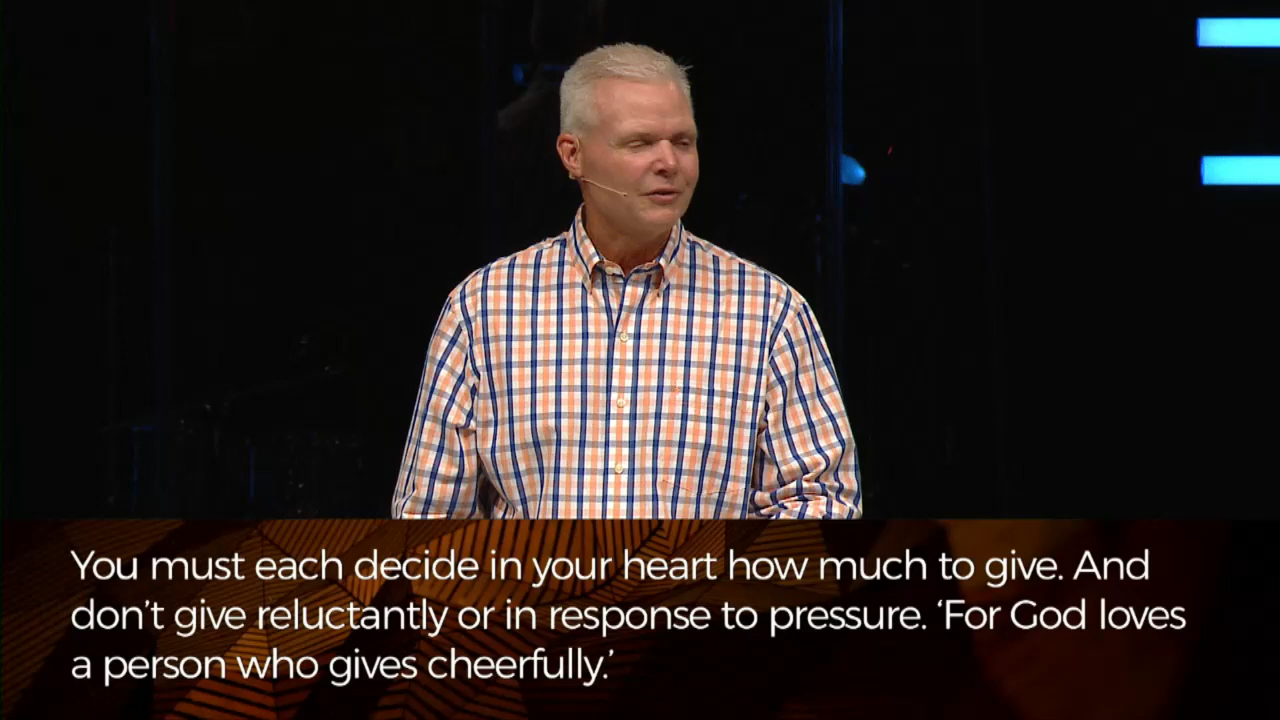 You must each decide in your heart how much to give. And
don’t give reluctantly or in response to pressure. ‘For God loves
a person who gives cheerfully.’